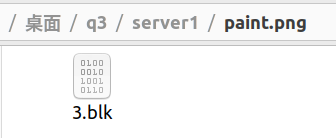 / 桌面 / q3 / server1 / paint.png
0100
0010
1001
0110
3.blk